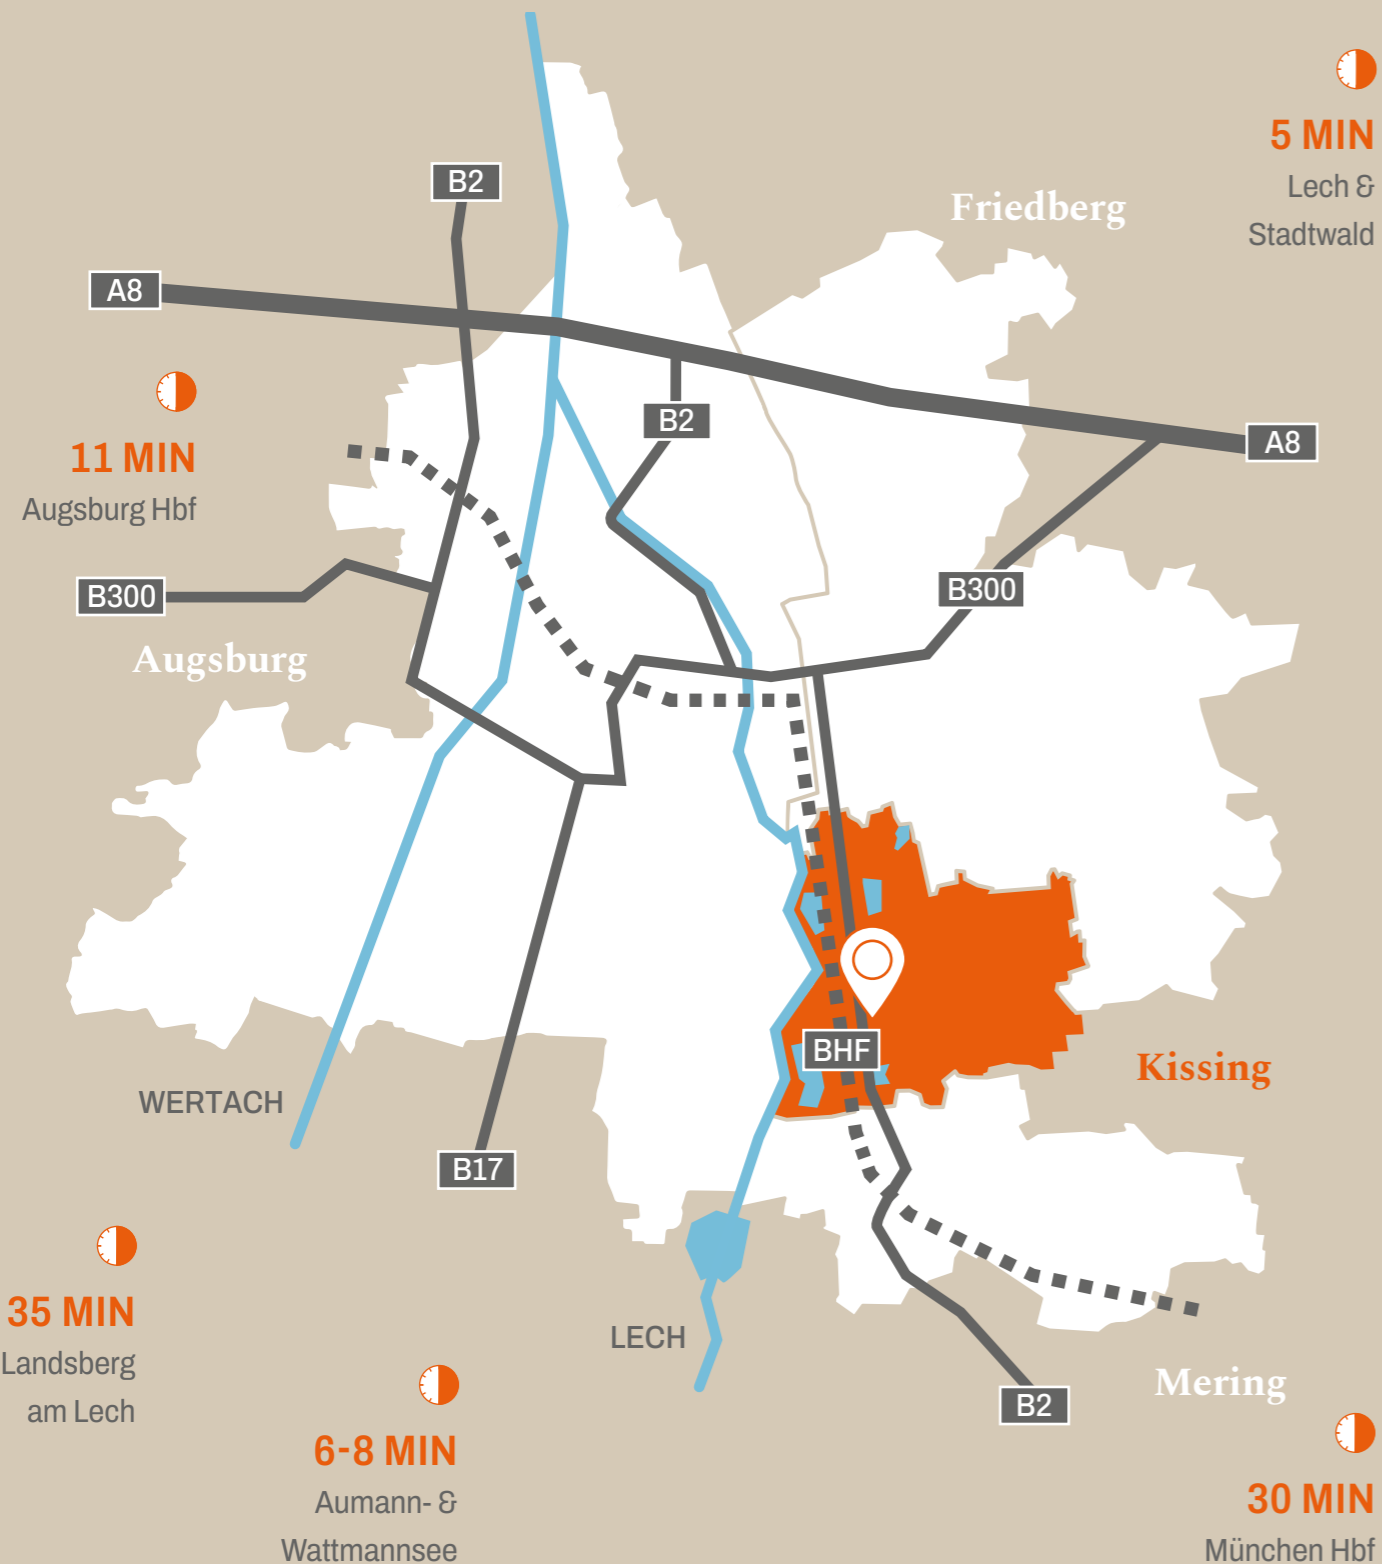 5 MIN
Lech &
Stadtwald
B2
Friedberg
A8
B2
A8
11 MIN
Augsburg Hbf
B300
B300
Augsburg
BHF
Kissing
WERTACH
B17
35 MIN
Landsberg
am Lech
LECH
Mering
B2
6-8 MIN
Aumann- &
Wattmannsee
30 MIN
München Hbf